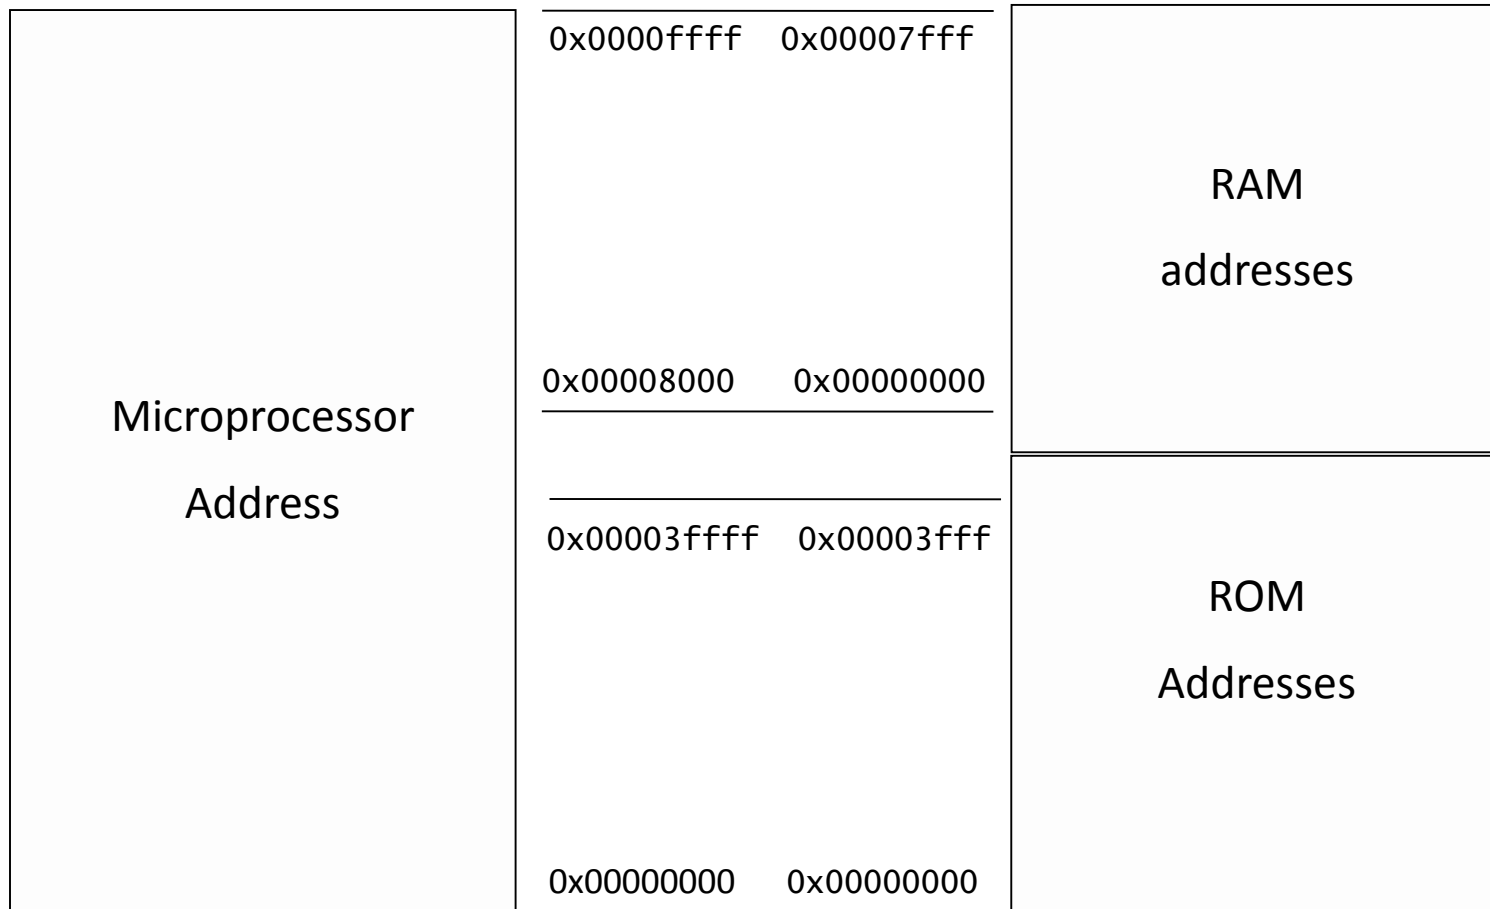 0x0000ffff 0x00007fff
RAM
addresses
0x00008000 0x00000000
Microprocessor
Address
0x00003ffff 0x00003fff
ROM
Addresses
0x00000000 0x00000000